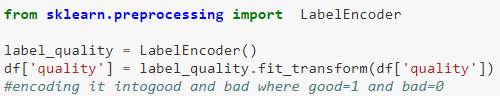 from sklearn.preprocessing import LabelEncoder
label_quality = LabelEncoder()
df['quality'] = label_quality.fit_transform(df['quality'])
#encoding it intogood and bad where good=1 and bad=0